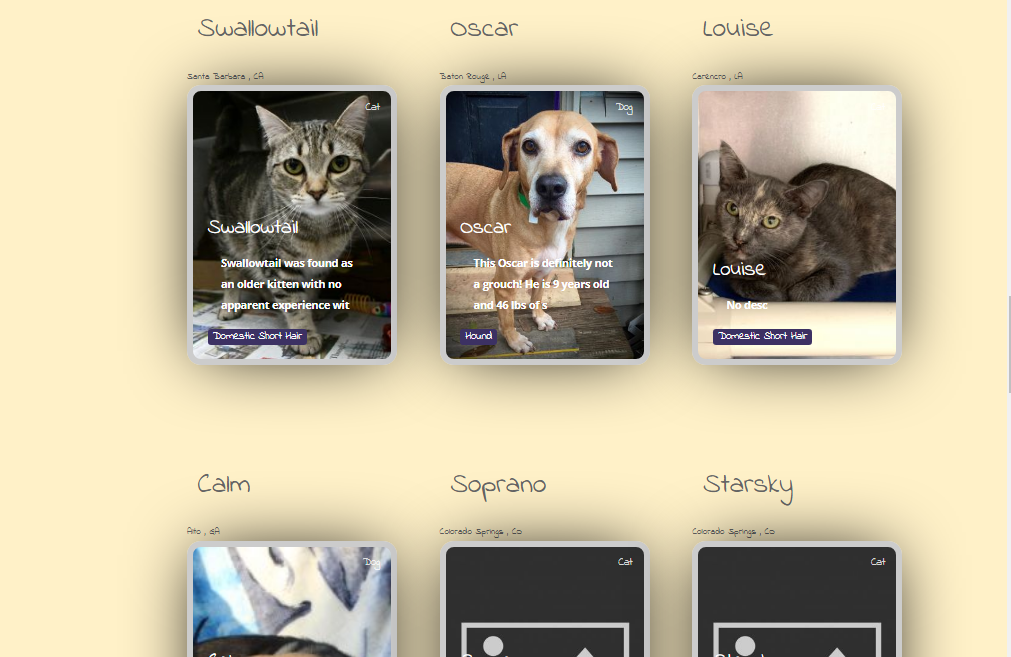 Swallowtail
Oscar
Louise
Santa Barbara , CA
Baton Rouge , LA
Carencro , LA
Cat
Swallowtail
Swallowtail was found as
an older kitten with no
apparent experience wit
Domestic Short Hair
Dog
Oscar
This Oscar is definitely not
a grouch! He is 9 years old
and 46 lbs of s
Hound
Louise
No desc
Domestic Short Hair
Calm
Soprano
Starsky
Alto , GA
Colorado Springs , CO
Colorado Springs , CO
Dog
Cat
Cat